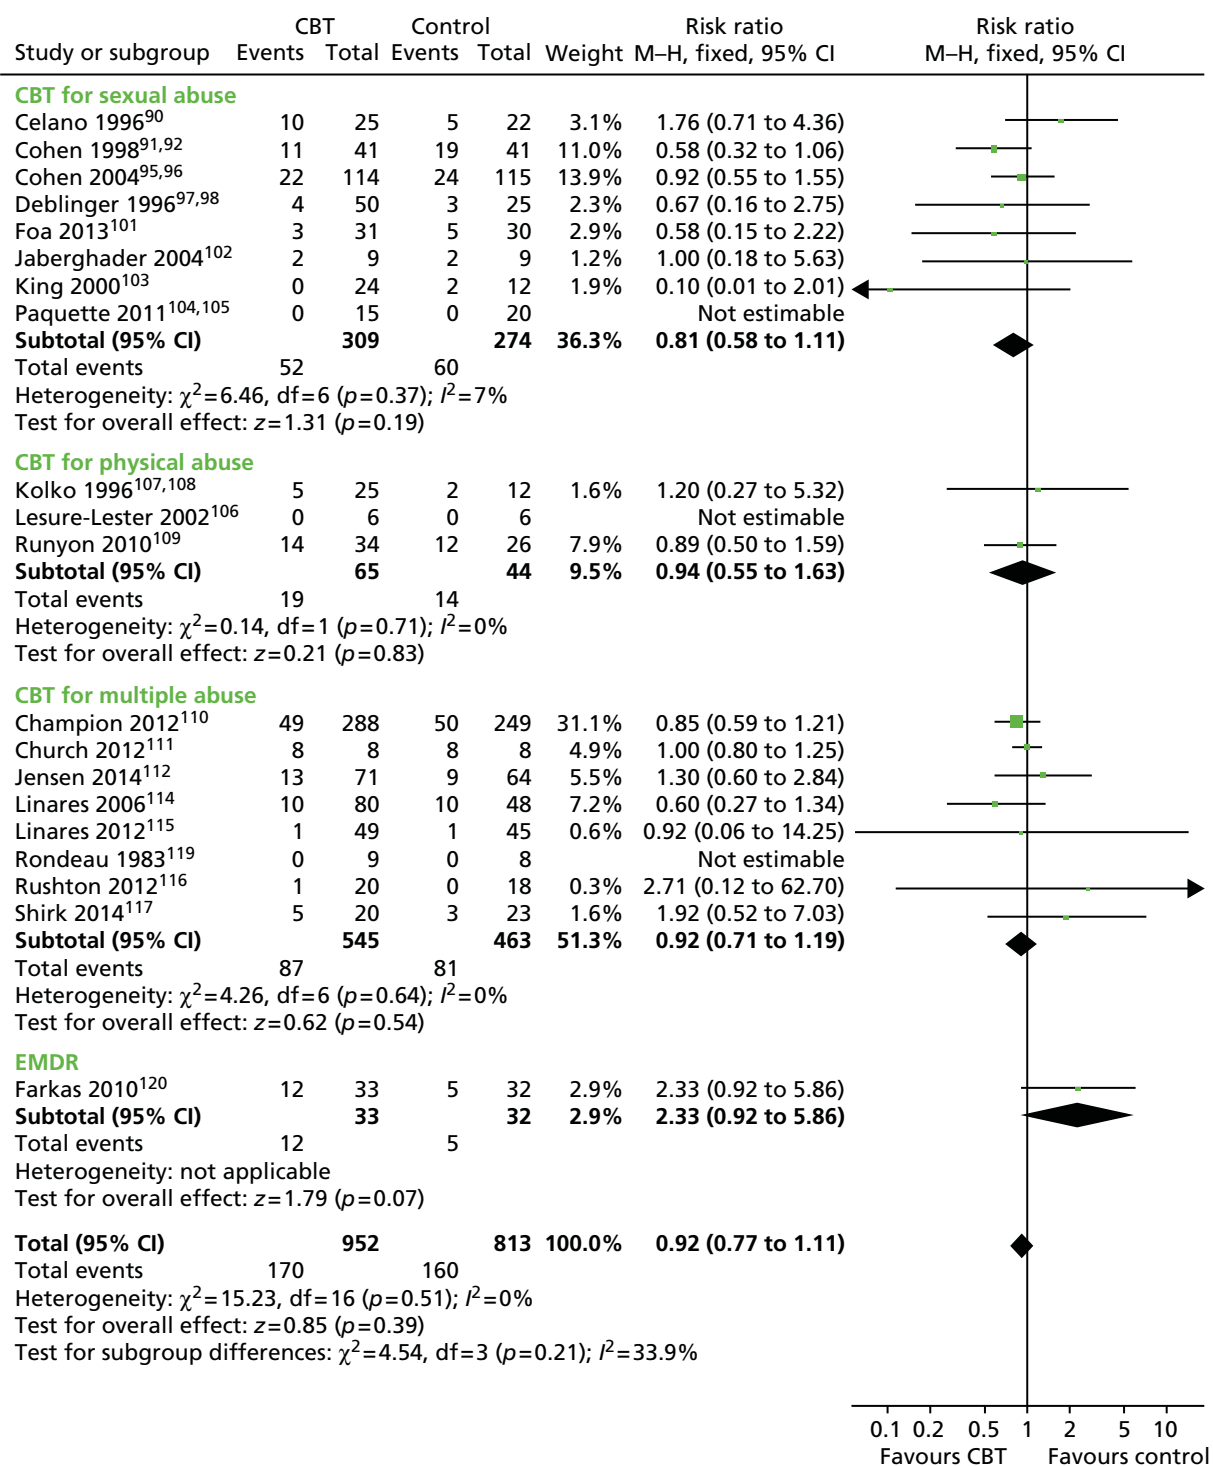 CBT Control Risk ratio Risk ratio
Study or subgroup Events Total Events Total Weight M–H, fixed, 95% CI M–H, fixed, 95% CI
CBT for sexual abuse
Celano 1996⁹⁰ 10 25 5 22 3.1% 1.76 (0.71 to 4.36)
Cohen 1998⁹¹,⁹² 11 41 19 41 11.0% 0.58 (0.32 to 1.06)
Cohen 2004⁹⁵,⁹⁶ 22 114 24 115 13.9% 0.92 (0.55 to 1.55)
Deblinger 1996⁹⁷,⁹⁸ 4 50 3 25 2.3% 0.67 (0.16 to 2.75)
Foa 2013¹⁰¹ 3 31 5 30 2.9% 0.58 (0.15 to 2.22)
Jaberghader 2004¹⁰² 2 9 2 9 1.2% 1.00 (0.18 to 5.63)
King 2000¹⁰³ 0 24 2 12 1.9% 0.10 (0.01 to 2.01)
Paquette 2011¹⁰⁴,¹⁰⁵ 0 15 0 20 Not estimable
Subtotal (95% CI) 309 274 36.3% 0.81 (0.58 to 1.11)
Total events 52 60
Heterogeneity: χ²=6.46, df=6 (p=0.37); I²=7%
Test for overall effect: z=1.31 (p=0.19)
CBT for physical abuse
Kolko 1996¹⁰⁷,¹⁰⁸ 5 25 2 12 1.6% 1.20 (0.27 to 5.32)
Lesure-Lester 2002¹⁰⁶ 0 6 0 6 Not estimable
Runyon 2010¹⁰⁹ 14 34 12 26 7.9% 0.89 (0.50 to 1.59)
Subtotal (95% CI) 65 44 9.5% 0.94 (0.55 to 1.63)
Total events 19 14
Heterogeneity: χ²=0.14, df=1 (p=0.71); I²=0%
Test for overall effect: z=0.21 (p=0.83)
CBT for multiple abuse
Champion 2012¹¹⁰ 49 288 50 249 31.1% 0.85 (0.59 to 1.21)
Church 2012¹¹¹ 8 8 8 8 4.9% 1.00 (0.80 to 1.25)
Jensen 2014¹¹² 13 71 9 64 5.5% 1.30 (0.60 to 2.84)
Linares 2006¹¹⁴ 10 80 10 48 7.2% 0.60 (0.27 to 1.34)
Linares 2012¹¹⁵ 1 49 1 45 0.6% 0.92 (0.06 to 14.25)
Rondeau 1983¹¹⁹ 0 9 0 8 Not estimable
Rushton 2012¹¹⁶ 1 20 0 18 0.3% 2.71 (0.12 to 62.70)
Shirk 2014¹¹⁷ 5 20 3 23 1.6% 1.92 (0.52 to 7.03)
Subtotal (95% CI) 545 463 51.3% 0.92 (0.71 to 1.19)
Total events 87 81
Heterogeneity: χ²=4.26, df=6 (p=0.64); I²=0%
Test for overall effect: z=0.62 (p=0.54)
EMDR
Farkas 2010¹²⁰ 12 33 5 32 2.9% 2.33 (0.92 to 5.86)
Subtotal (95% CI) 33 32 2.9% 2.33 (0.92 to 5.86)
Total events 12 5
Heterogeneity: not applicable
Test for overall effect: z=1.79 (p=0.07)
Total (95% CI) 952 813 100.0% 0.92 (0.77 to 1.11)
Total events 170 160
Heterogeneity: χ²=15.23, df=16 (p=0.51); I²=0%
Test for overall effect: z=0.85 (p=0.39)
Test for subgroup differences: χ²=4.54, df=3 (p=0.21); I²=33.9%
0.1 0.2 0.5 1 2 5 10
Favours CBT Favours control